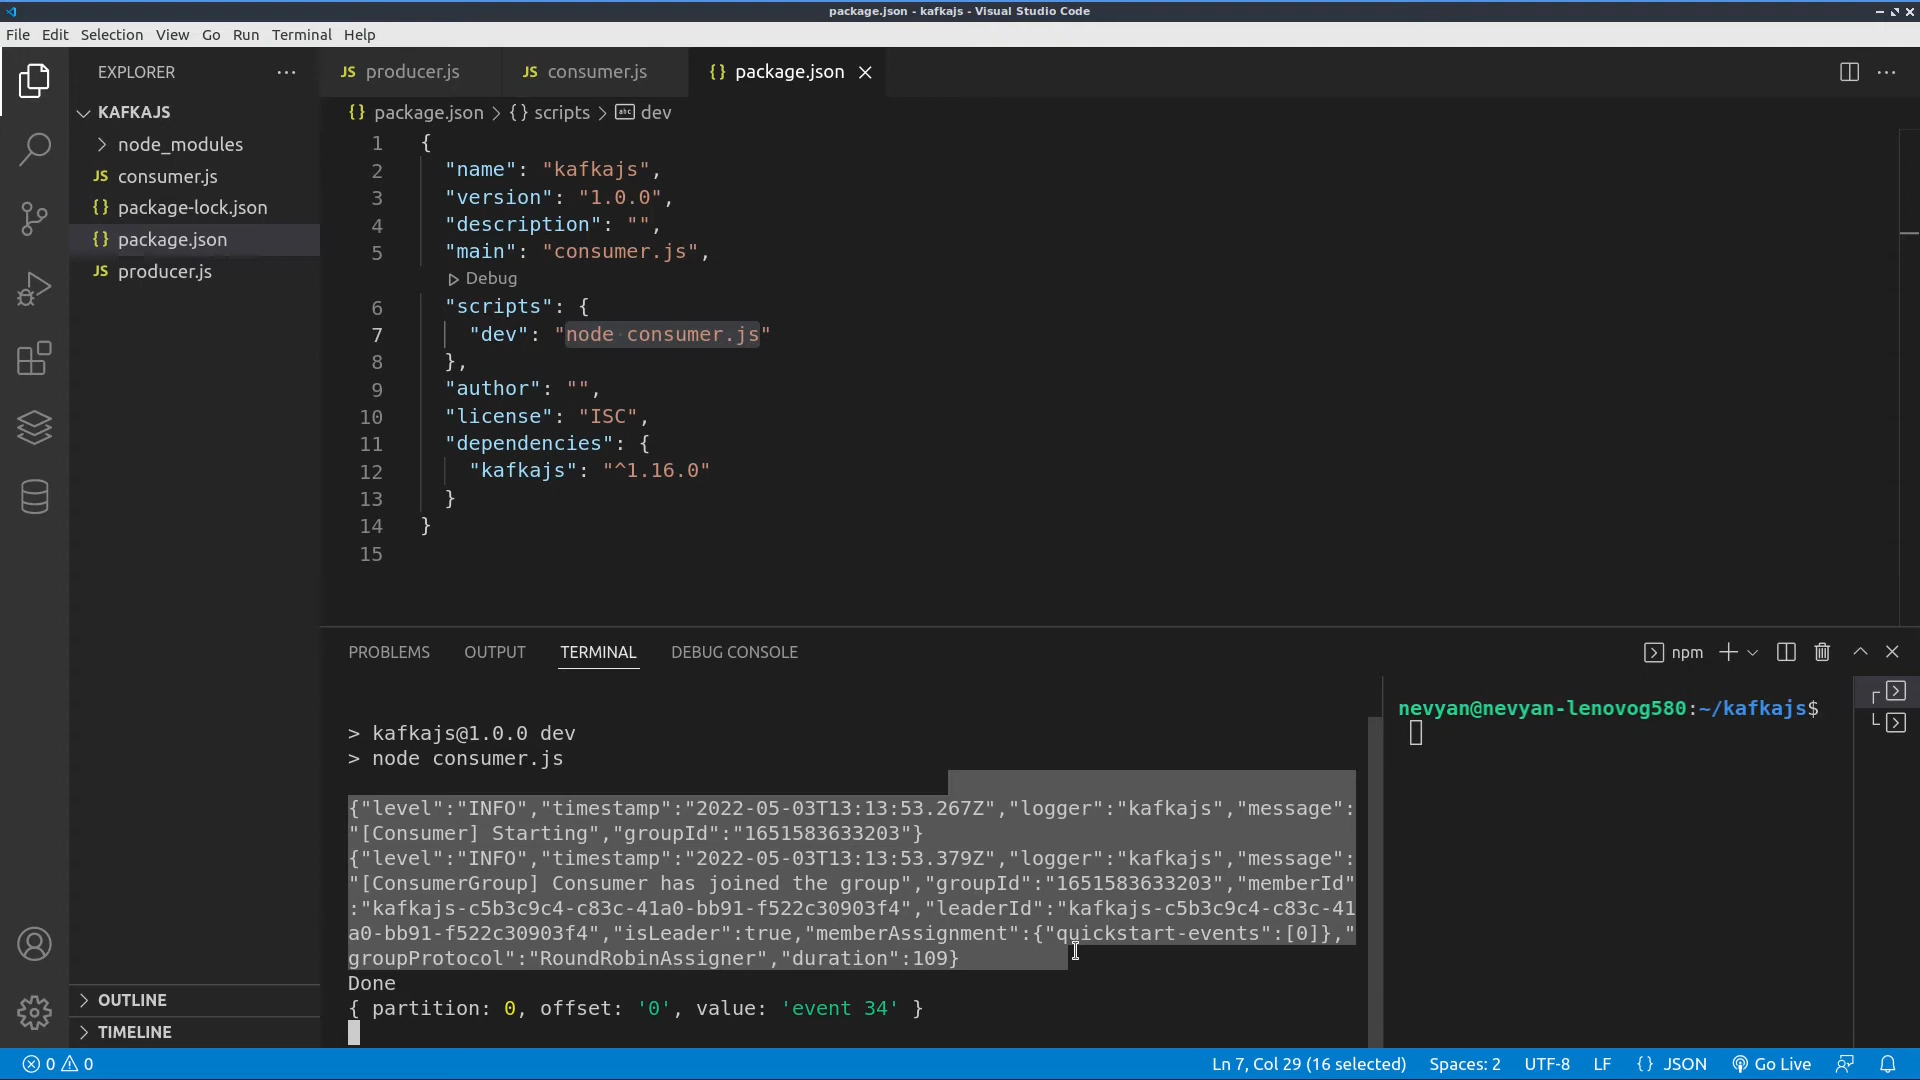 package.json - kafkajs - Visual Studio Code
File Edit Selection View Go Run Terminal Help
EXPLORER
KAFKAJS
node_modules
JS consumer.js
{} package-lock.json
{} package.json
JS producer.js
OUTLINE
TIMELINE
JS producer.js JS consumer.js {} package.json
{} package.json > {} scripts > abc dev
1 {
2 "name": "kafkajs",
3 "version": "1.0.0",
4 "description": "",
5 "main": "consumer.js",
Debug
6 "scripts": {
7 "dev": "node consumer.js"
8 },
9 "author": "",
10 "license": "ISC",
11 "dependencies": {
12 "kafkajs": "^1.16.0"
13 }
14 }
15
PROBLEMS OUTPUT TERMINAL DEBUG CONSOLE
npm
> kafkajs@1.0.0 dev
> node consumer.js
{"level":"INFO","timestamp":"2022-05-03T13:13:53.267Z","logger":"kafkajs","message":
"[Consumer] Starting","groupId":"1651583633203"}
{"level":"INFO","timestamp":"2022-05-03T13:13:53.379Z","logger":"kafkajs","message":
"[ConsumerGroup] Consumer has joined the group","groupId":"1651583633203","memberId"
:"kafkajs-c5b3c9c4-c83c-41a0-bb91-f522c30903f4","leaderId":"kafkajs-c5b3c9c4-c83c-41
a0-bb91-f522c30903f4","isLeader":true,"memberAssignment":{"quickstart-events":[0]},"
groupProtocol":"RoundRobinAssigner","duration":109}
Done
{ partition: 0, offset: '0', value: 'event 34' }
nevyan@nevyan-lenovog580:~/kafkajs$
0 0
Ln 7, Col 29 (16 selected) Spaces: 2 UTF-8 LF {} JSON Go Live